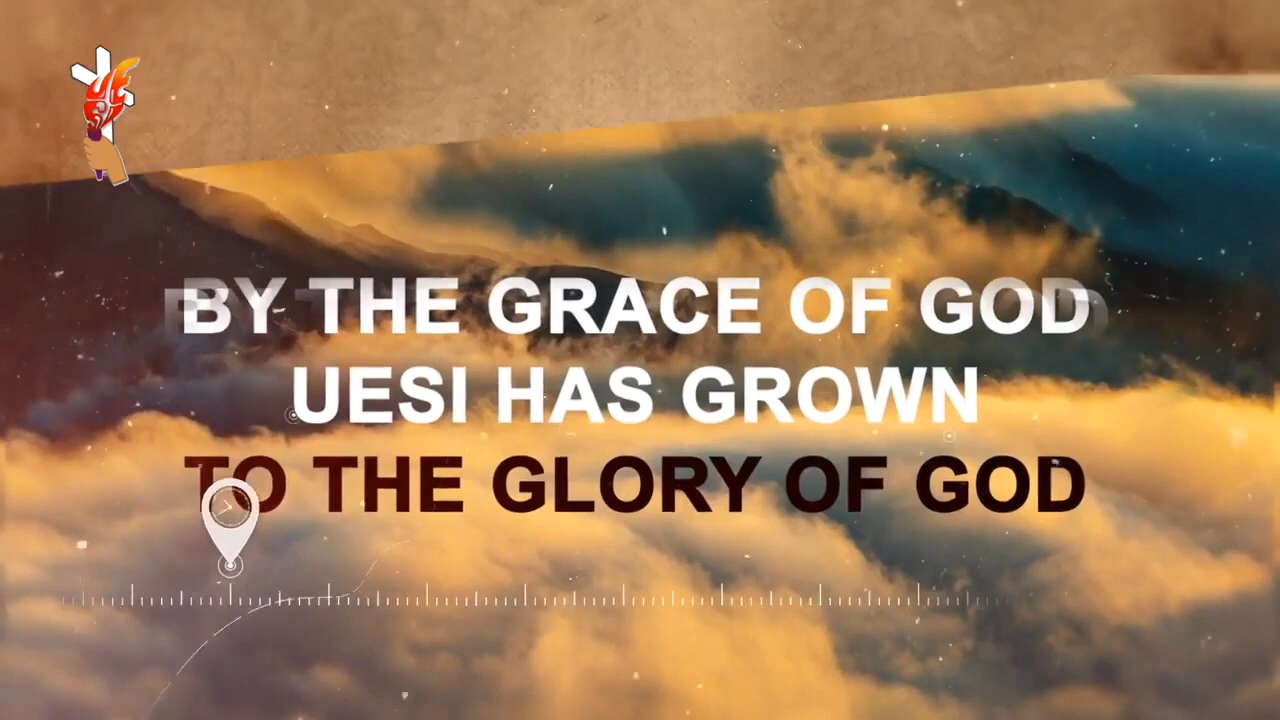 BY THE GRACE OF GOD
UESI HAS GROWN
TO THE GLORY OF GOD